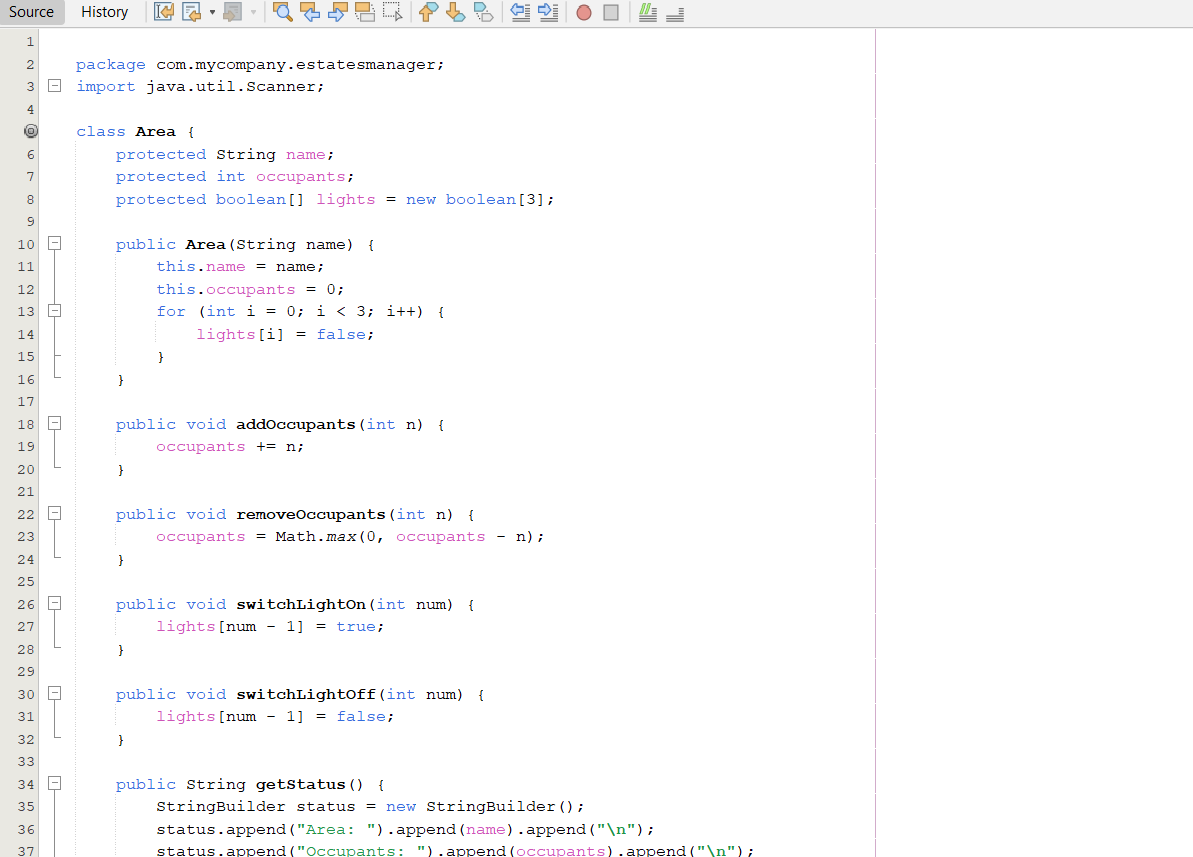 Source History
1
2 package com.mycompany.estatesmanager;
3 import java.util.Scanner;
4
class Area {
6 protected String name;
7 protected int occupants;
8 protected boolean[] lights = new boolean[3];
9
10 public Area(String name) {
11 this.name = name;
12 this.occupants = 0;
13 for (int i = 0; i < 3; i++) {
14 lights[i] = false;
15 }
16 }
17
18 public void addOccupants(int n) {
19 occupants += n;
20 }
21
22 public void removeOccupants(int n) {
23 occupants = Math.max(0, occupants - n);
24 }
25
26 public void switchLightOn(int num) {
27 lights[num - 1] = true;
28 }
29
30 public void switchLightOff(int num) {
31 lights[num - 1] = false;
32 }
33
34 public String getStatus() {
35 StringBuilder status = new StringBuilder();
36 status.append("Area: ").append(name).append("\n");
37 status.append("Occupants: ").append(occupants).append("\n");